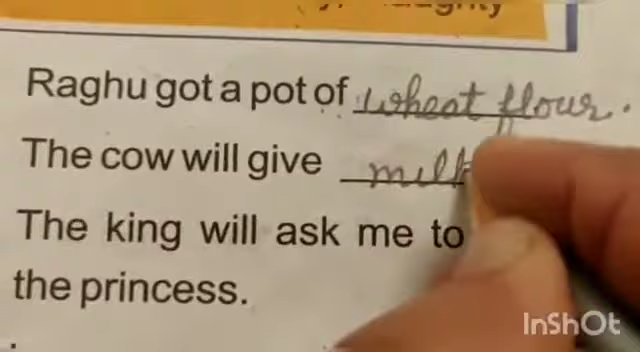 Raghu got a pot of wheat flour.
The cow will give milk
The king will ask me to
the princess.
InShOt